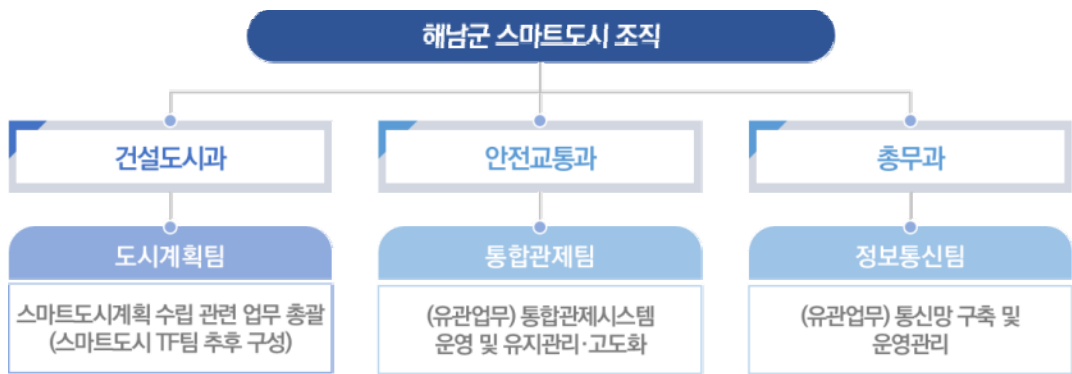 해남군 스마트도시 조직
건설도시과
안전교통과
총무과
도시계획팀
통합관제팀
정보통신팀
스마트도시계획 수립 관련 업무 총괄
(스마트도시 TF팀 추후 구성)
(유관업무) 통합관제시스템
운영 및 유지관리·고도화
(유관업무) 통신망 구축 및
운영관리